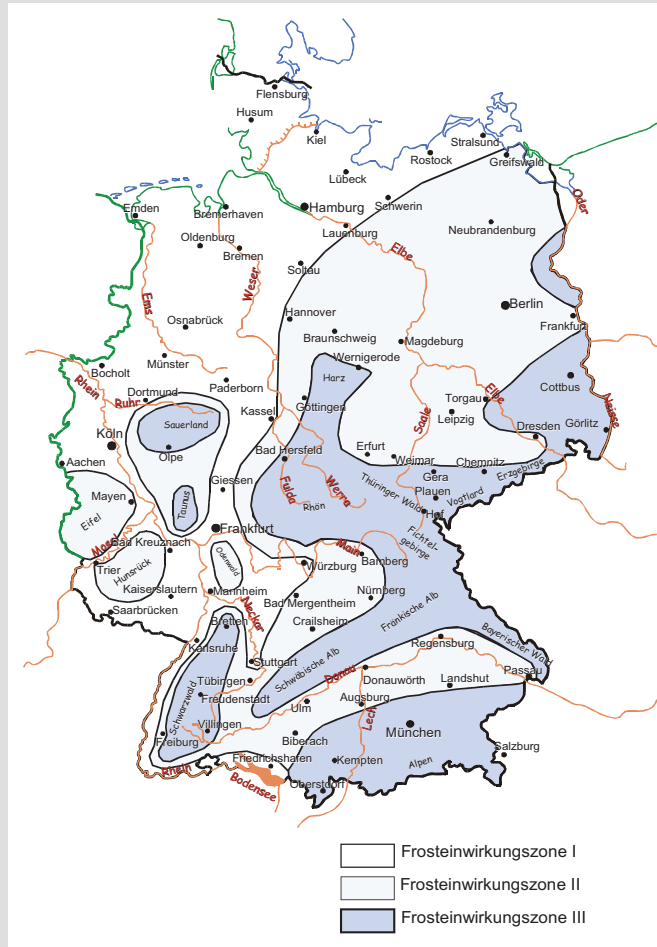 Flensburg
Husum
Kiel
Stralsund
Rostock
Greifswald
Lübeck
Oder
Emden
Bremerhaven
Hamburg
Schwerin
Lauenburg
Neubrandenburg
Oldenburg
Bremen
Elbe
Weser
Soltau
Ems
Berlin
Hannover
Frankfurt
Osnabrück
Braunschweig
Magdeburg
Wernigerode
Münster
Bocholt
Harz
Rhein
Paderborn
Cottbus
Dortmund
Ruhr
Göttingen
Torgau
Elbe
Neisse
Kassel
Saale
Leipzig
Sauerland
Görlitz
Dresden
Köln
Olpe
Bad Hersfeld
Erfurt
Weimar
Chemnitz
Aachen
Gera
Erzgebirge
Giessen
Fulda
Werra
Thüringer Wald
Plauen
Vogtland
Mayen
Taunus
Rhön
Hof
Eifel
Frankfurt
Fichtel-
gebirge
Mosel
Bad Kreuznach
Main
Bamberg
Trier
Hunsrück
Odenwald
Würzburg
Kaiserslautern
Mannheim
Nürnberg
Saarbrücken
Neckar
Bad Mergentheim
Fränkische Alb
Bretten
Crailsheim
Karlsruhe
Regensburg
Bayerischer Wald
Stuttgart
Schwäbische Alb
Tübingen
Donau
Donauwörth
Landshut
Passau
Schwarzwald
Freudenstadt
Ulm
Augsburg
Villingen
Lech
München
Freiburg
Biberach
Salzburg
Friedrichshafen
Kempten
Alpen
Rhein
Bodensee
Oberstdorf
Frosteinwirkungszone I
Frosteinwirkungszone II
Frosteinwirkungszone III